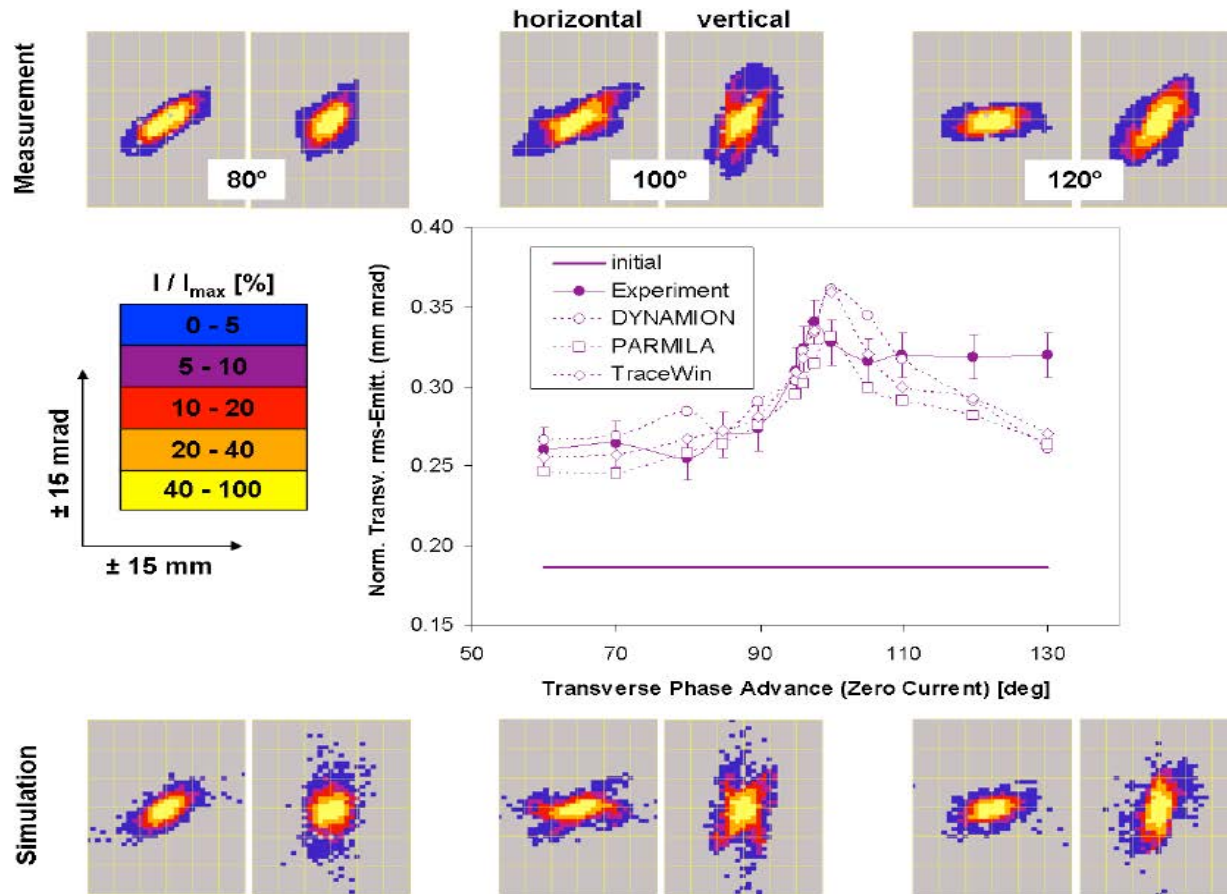 horizontal vertical
Measurement
80°
100°
120°
I / Imax [%]
0 - 5
5 - 10
10 - 20
20 - 40
40 - 100
± 15 mrad
± 15 mm
Norm. Transv. rms-Emitt. (mm mrad)
0.40
0.35
0.30
0.25
0.20
0.15
initial
Experiment
DYNAMION
PARMILA
TraceWin
50 70 90 110 130
Transverse Phase Advance (Zero Current) [deg]
Simulation